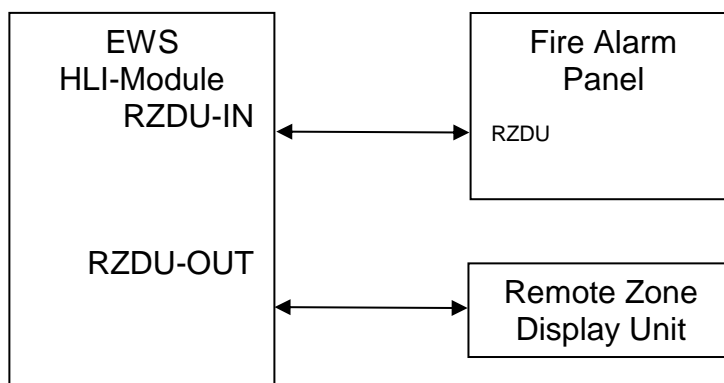 EWS
HLI-Module
RZDU-IN
RZDU-OUT
Fire Alarm
Panel
RZDU
Remote Zone
Display Unit